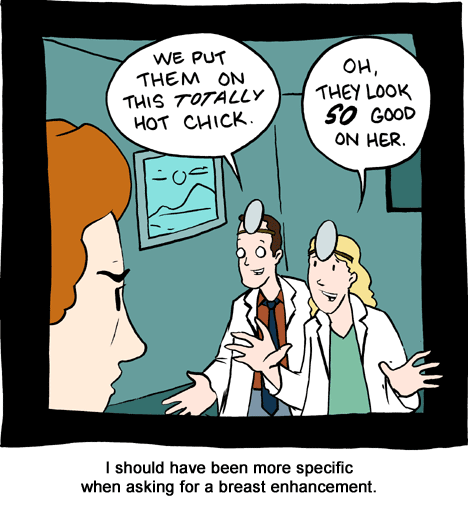 WE PUT
THEM ON
THIS TOTALLY
HOT CHICK.
OH,
THEY LOOK
SO GOOD
ON HER.
I should have been more specific
when asking for a breast enhancement.